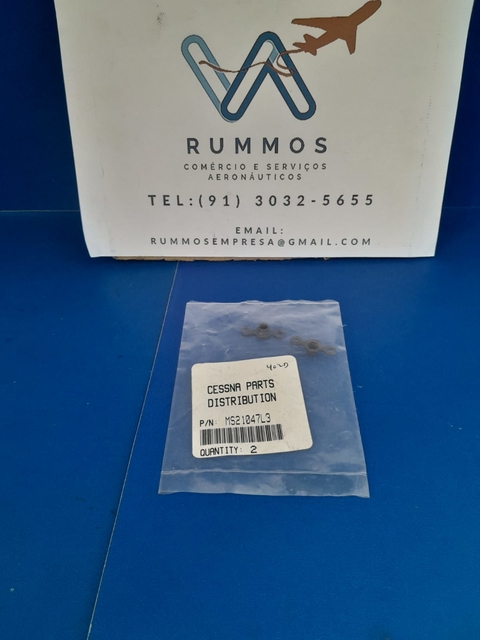 RUMMOS
COMÉRCIO E SERVIÇOS
AERONÁUTICOS
TEL:(91) 3032-5655
EMAIL:
RUMMOSEMPRESA@GMAIL.COM
CESSNA PARTS
DISTRIBUTION
P/N: MS21047L3
QUANTITY: 2